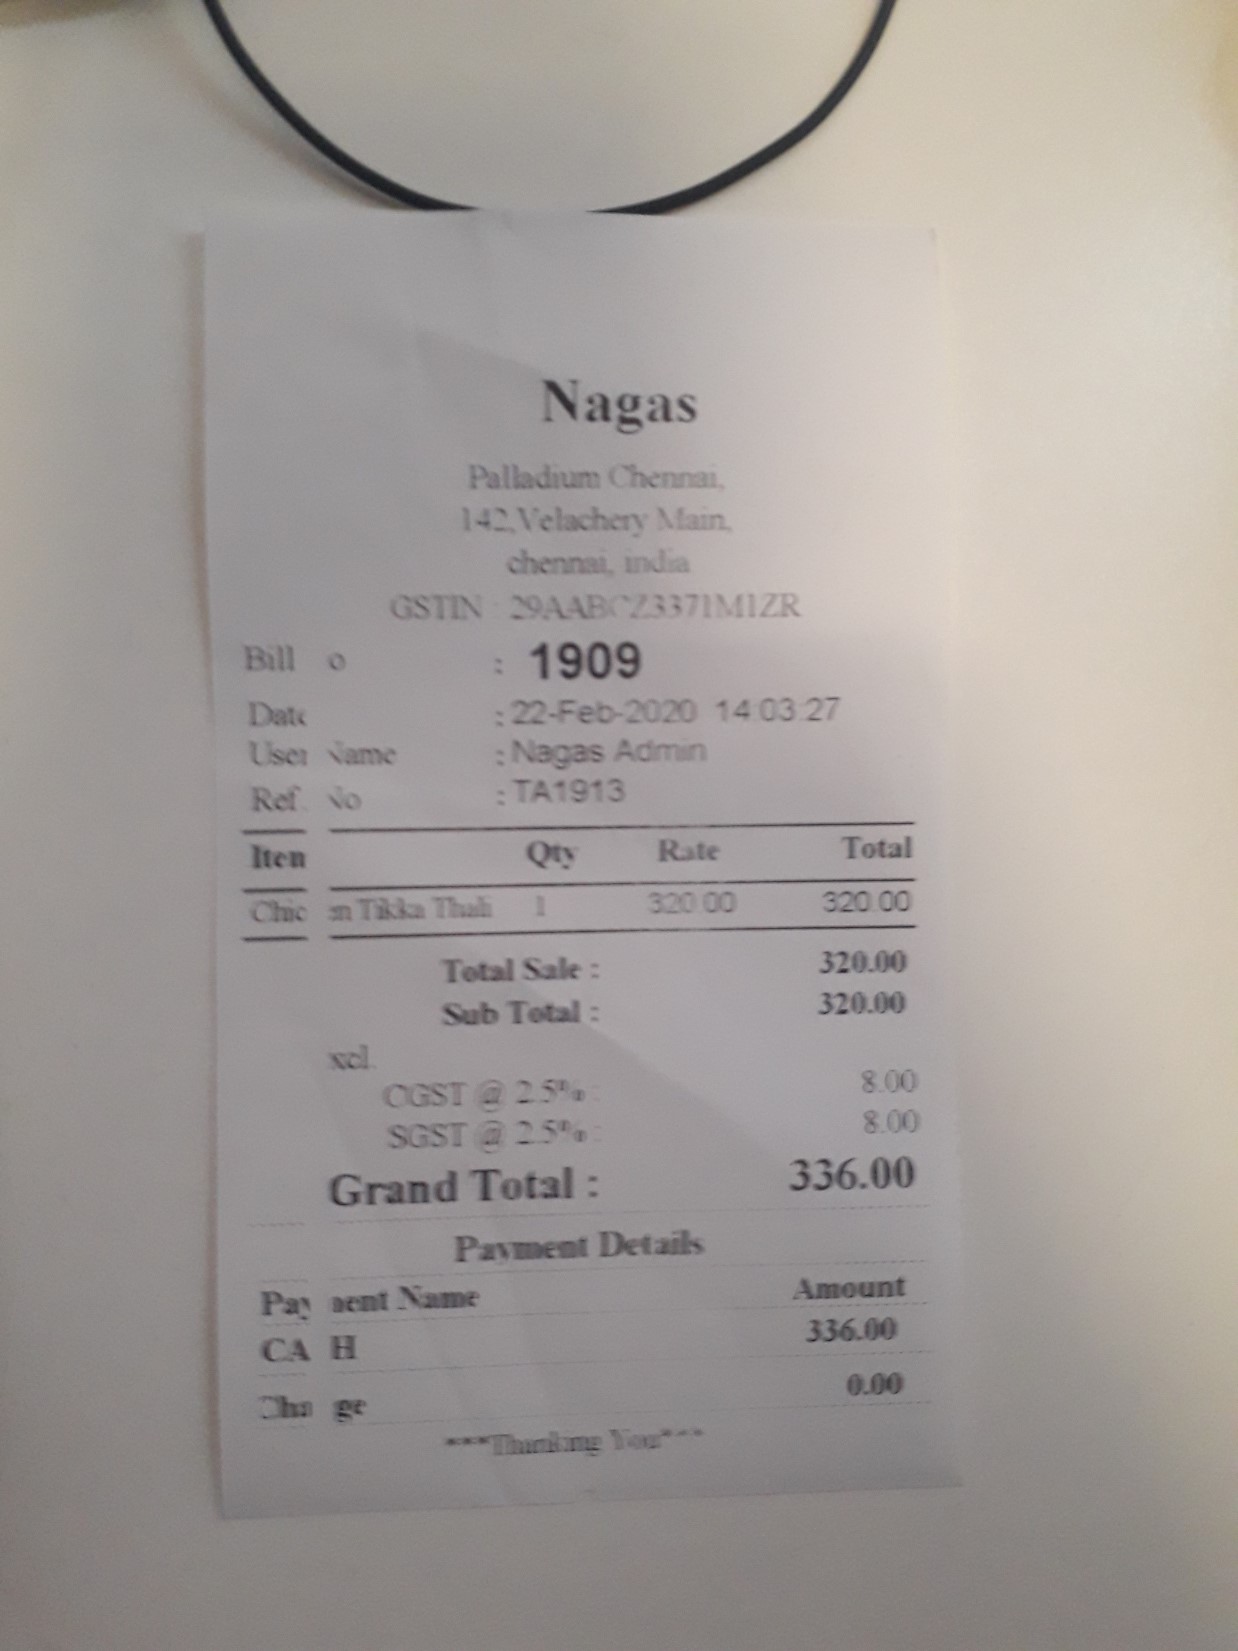 Nagas
Palladium Chennai,
142,Velachery Main,
chennai, india
GSTIN : 29AABCZ3371M1ZR
Bill o : 1909
Date : 22-Feb-2020 14:03:27
User Name : Nagas Admin
Ref. No : TA1913
Item Qty Rate Total
Chic en Tikka Thali 1 320.00 320.00
Total Sale : 320.00
Sub Total : 320.00
xcl.
CGST @ 2.5% : 8.00
SGST @ 2.5% : 8.00
Grand Total : 336.00
Payment Details
Payment Name Amount
CA H 336.00
Cha ge 0.00
***Thanking You***